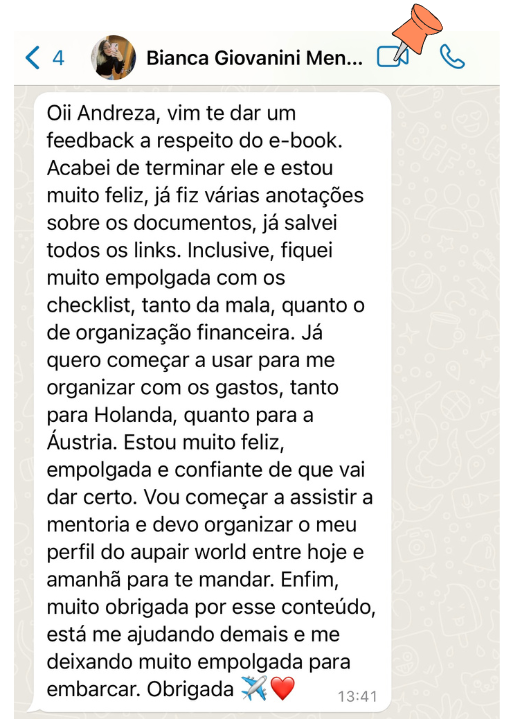 4
Bianca Giovanini Men...
Oii Andreza, vim te dar um
feedback a respeito do e-book.
Acabei de terminar ele e estou
muito feliz, já fiz várias anotações
sobre os documentos, já salvei
todos os links. Inclusive, fiquei
muito empolgada com os
checklist, tanto da mala, quanto o
de organização financeira. Já
quero começar a usar para me
organizar com os gastos, tanto
para Holanda, quanto para a
Áustria. Estou muito feliz,
empolgada e confiante de que vai
dar certo. Vou começar a assistir a
mentoria e devo organizar o meu
perfil do aupair world entre hoje e
amanhã para te mandar. Enfim,
muito obrigada por esse conteúdo,
está me ajudando demais e me
deixando muito empolgada para
embarcar. Obrigada ✈️❤️
13:41